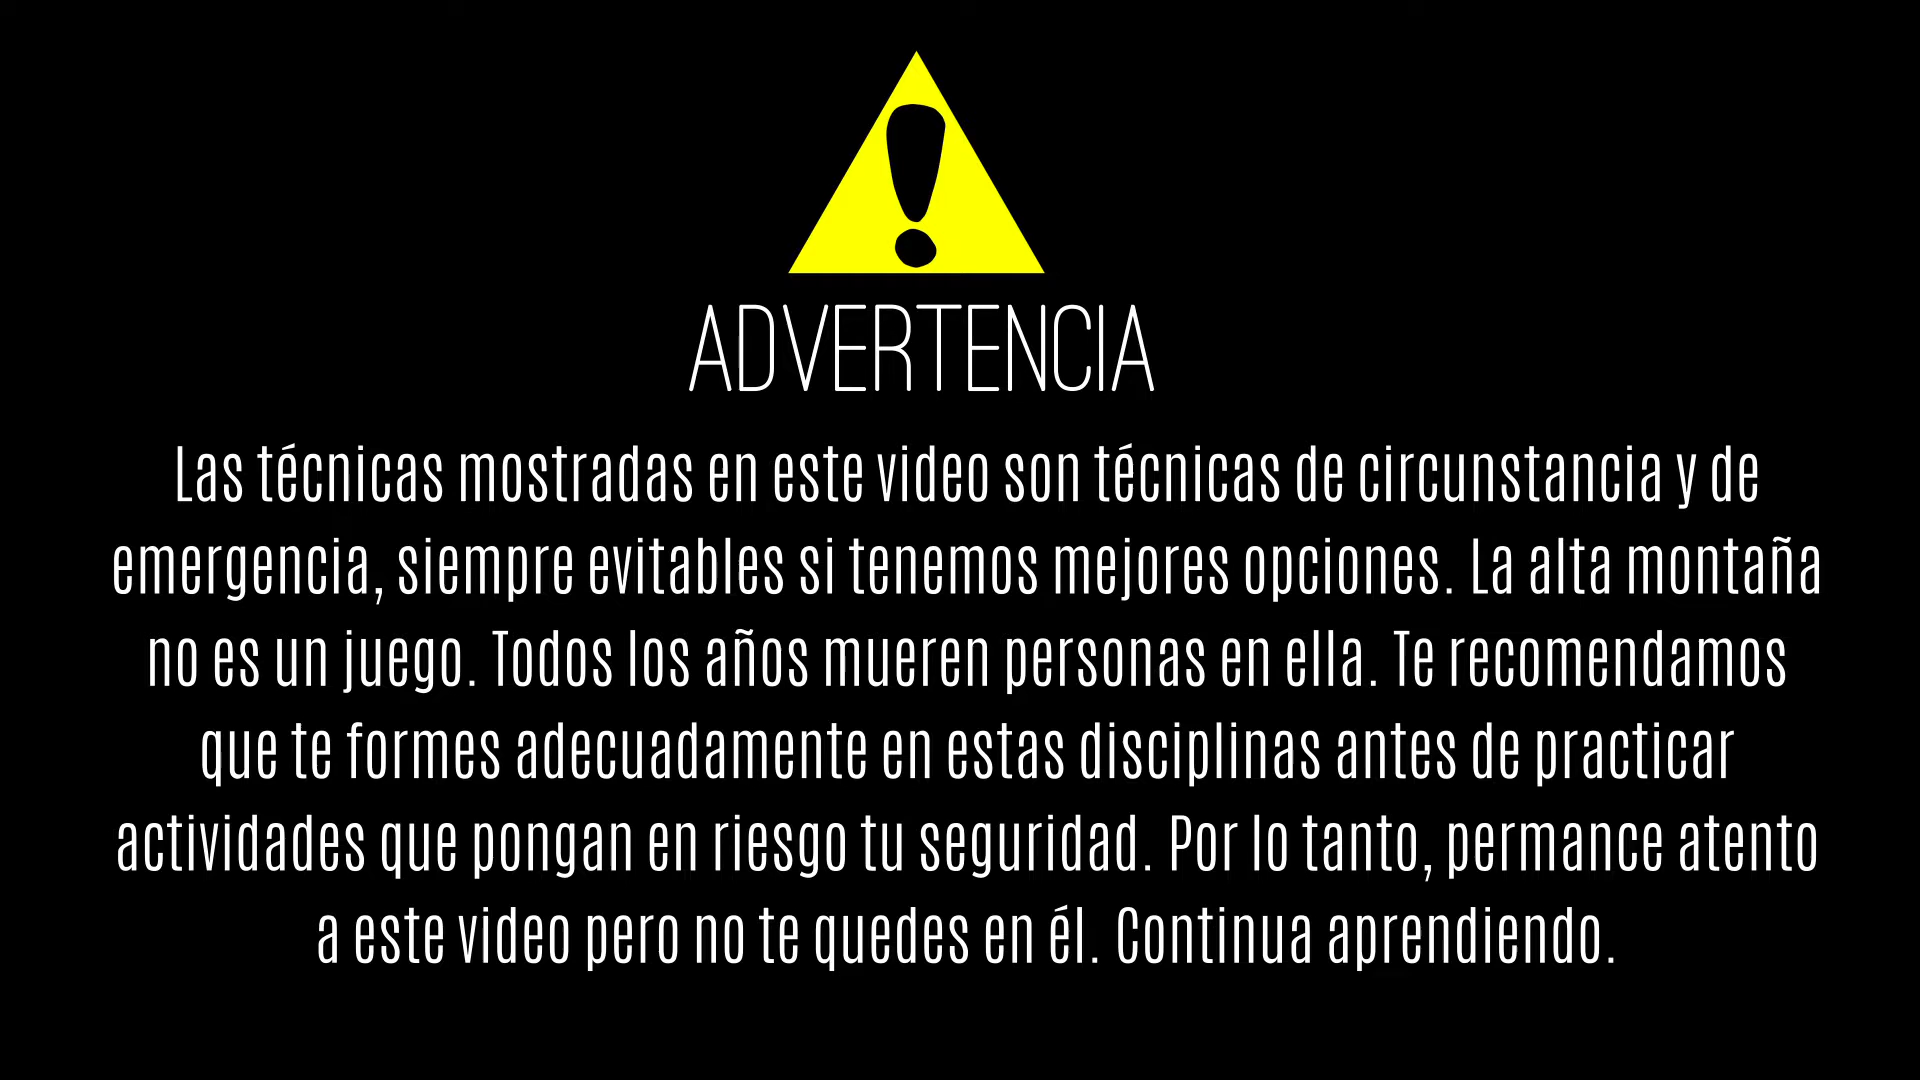 ADVERTENCIA
Las técnicas mostradas en este video son técnicas de circunstancia y de
emergencia, siempre evitables si tenemos mejores opciones. La alta montaña
no es un juego. Todos los años mueren personas en ella. Te recomendamos
que te formes adecuadamente en estas disciplinas antes de practicar
actividades que pongan en riesgo tu seguridad. Por lo tanto, permance atento
a este video pero no te quedes en él. Continua aprendiendo.